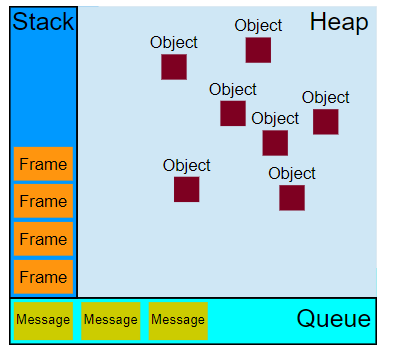 Stack
Heap
Object
Object
Object
Object
Object
Object
Object
Frame
Frame
Frame
Frame
Message
Message
Message
Queue